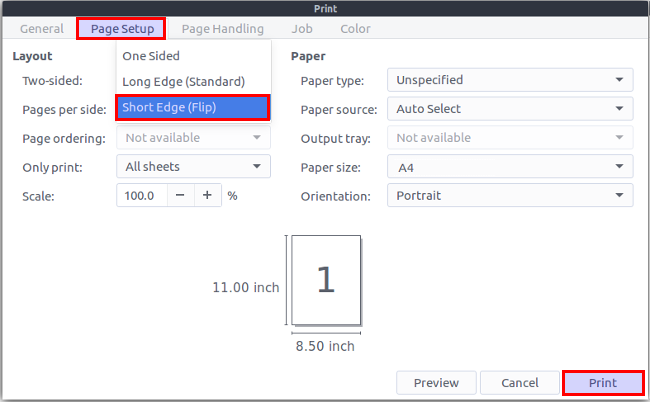 Print
General Page Setup Page Handling Job Color
Layout Paper
Two-sided: One Sided Paper type: Unspecified
Long Edge (Standard)
Pages per side: Short Edge (Flip) Paper source: Auto Select
Page ordering: Not available Output tray: Not available
Only print: All sheets Paper size: A4
Scale: 100.0 − + % Orientation: Portrait
11.00 inch 1
8.50 inch
Preview Cancel Print